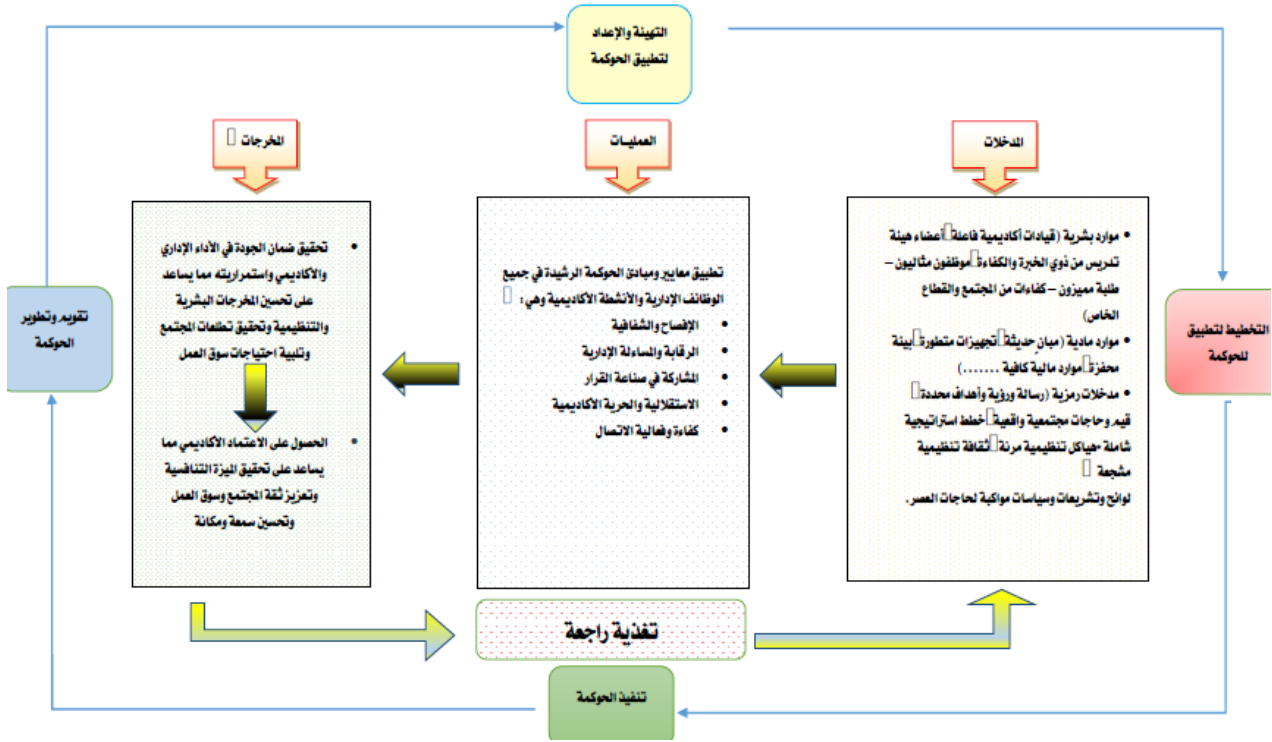 التهيئة والإعداد
لتطبيق الحوكمة
المدخلات
العمليـات
المخرجات
• موارد بشرية (قيادات أكاديمية فاعلة أعضاء هيئة
تدريس من ذوي الخبرة والكفاءة موظفون مثاليون –
طلبة مميزون – كفاءات من المجتمع والقطاع
الخاص)
• موارد مادية (مبانٍ حديثة تجهيزات متطورة بيئة
محفزة موارد مالية كافية .......)
• مدخلات رمزية (رسالة ورؤية وأهداف محددة
قيم وحاجات مجتمعية واقعية خطط استراتيجية
شاملة -هياكل تنظيمية مرنة ثقافة تنظيمية
مشجعة
لوائح وتشريعات وسياسات مواكبة لحاجات العصر.
تطبيق معايير ومبادئ الحوكمة الرشيدة في جميع
الوظائف الإدارية والأنشطة الأكاديمية وهي:
• الإفصاح والشفافية
• الرقابة والمساءلة الإدارية
• المشاركة في صناعة القرار
• الاستقلالية والحرية الأكاديمية
• كفاءة وفعالية الاتصال
• تحقيق ضمان الجودة في الأداء الإداري
والأكاديمي واستمراريته مما يساعد
على تحسين المخرجات البشرية
والتنظيمية وتحقيق تطلعات المجتمع
وتلبية احتياجات سوق العمل
• الحصول على الاعتماد الأكاديمي مما
يساعد على تحقيق الميزة التنافسية
وتعزيز ثقة المجتمع وسوق العمل
وتحسين سمعة ومكانة
التخطيط لتطبيق
للحوكمة
تقويم وتطوير
الحوكمة
تغذية راجعة
تنفيذ الحوكمة